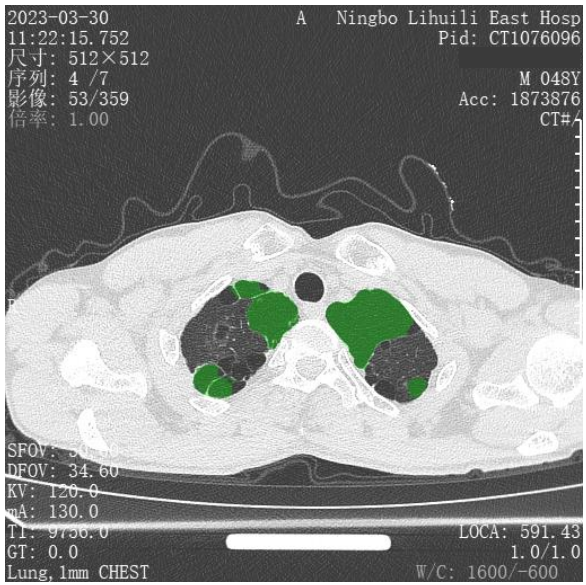 2023-03-30
11:22:15.752
尺寸: 512×512
序列: 4 /7
影像: 53/359
倍率: 1.00
A
Ningbo Lihuili East Hosp
Pid: CT1076096
M 048Y
Acc: 1873876
CT#/
DFOV: 34.60
KV: 120.0
mA: 130.0
TI: 9756.0
GT: 0.0
Lung,1mm CHEST
LOCA: 591.43
1.0/1.0
W/C: 1600/-600